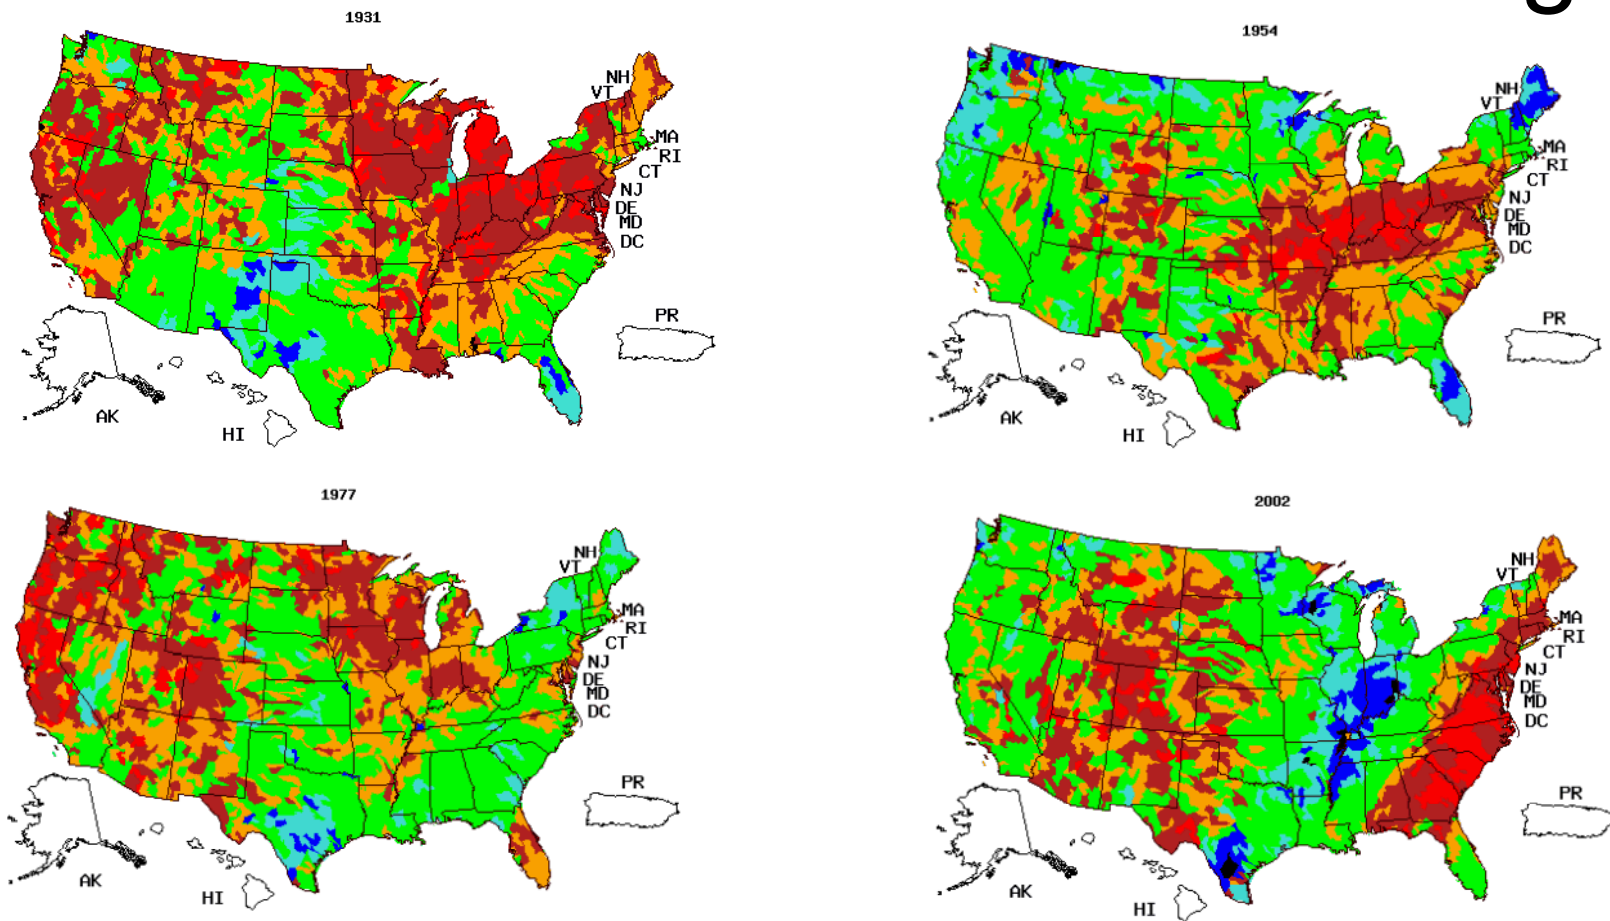 1931
NH
VT
MA
RI
CT
NJ
DE
MD
DC
PR
AK
HI
1954
NH
VT
MA
RI
CT
NJ
DE
MD
DC
PR
AK
HI
1977
NH
VT
MA
RI
CT
NJ
DE
MD
DC
PR
AK
HI
2002
NH
VT
MA
RI
CT
NJ
DE
MD
DC
PR
AK
HI